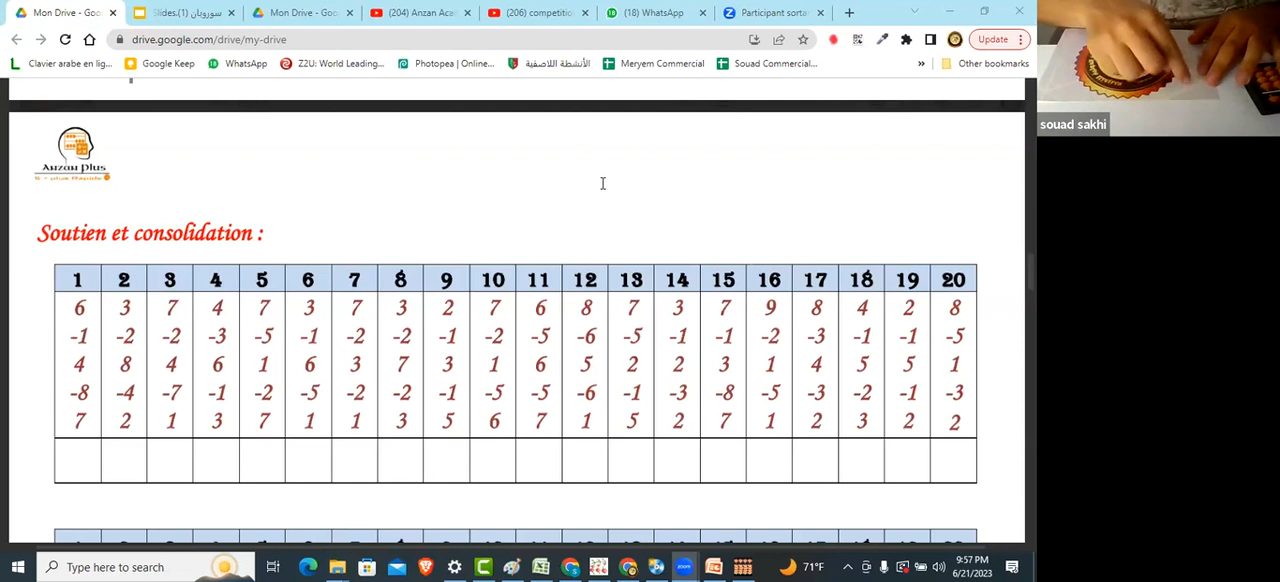 Mon Drive - Goo
Slides.(1) سوروبان
Mon Drive - Goo
(204) Anzan Aca
(206) competitio
(18) WhatsApp
Participant sorta
drive.google.com/drive/my-drive
Update
Clavier arabe en lig...
Google Keep
WhatsApp
Z2U: World Leading...
Photopea | Online...
الأنشطة اللاصفية
Meryem Commercial
Souad Commercial...
»
Other bookmarks
souad sakhi
Anzan Plus
Soutien et consolidation :
1 2 3 4 5 6 7 8 9 10 11 12 13 14 15 16 17 18 19 20
6 3 7 4 7 3 7 3 2 7 6 8 7 3 7 9 8 4 2 8
-1 -2 -2 -3 -5 -1 -2 -2 -1 -2 -5 -6 -5 -1 -1 -2 -3 -1 -1 -5
4 8 4 6 1 6 3 7 3 1 6 5 2 2 3 1 4 5 5 1
-8 -4 -7 -1 -2 -5 -2 -2 -1 -5 -5 -6 -1 -3 -8 -5 -3 -2 -1 -3
7 2 1 3 7 1 1 3 5 6 7 1 5 2 7 1 2 3 2 2
Type here to search
71°F
9:57 PM
6/21/2023